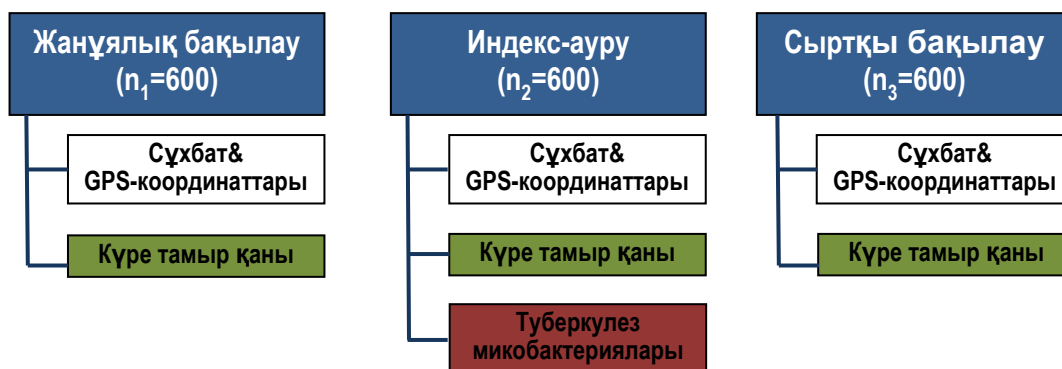 Жанұялық бақылау
(n₁=600)
Сұхбат&
GPS-координаттары
Күре тамыр қаны
Индекс-ауру
(n₂=600)
Сұхбат&
GPS-координаттары
Күре тамыр қаны
Туберкулез
микобактериялары
Сыртқы бақылау
(n₃=600)
Сұхбат&
GPS-координаттары
Күре тамыр қаны